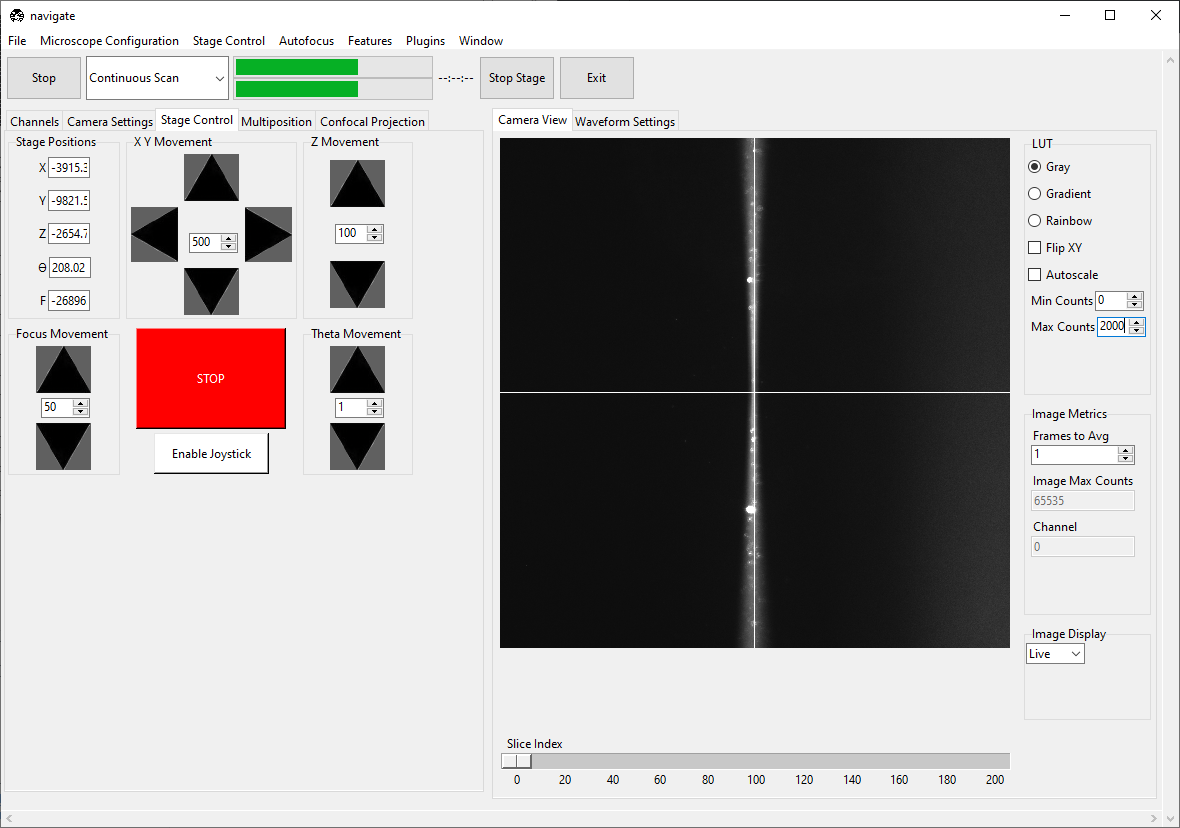 navigate
File Microscope Configuration Stage Control Autofocus Features Plugins Window
Stop
Continuous Scan
--:--:--
Stop Stage
Exit
Channels Camera Settings Stage Control Multiposition Confocal Projection
Stage Positions
X -3915.3
Y -9821.5
Z -2654.7
Θ 208.02
F -26896
X Y Movement
500
Z Movement
100
Focus Movement
50
STOP
Enable Joystick
Theta Movement
1
Camera View Waveform Settings
LUT
Gray
Gradient
Rainbow
Flip XY
Autoscale
Min Counts 0
Max Counts 2000
Image Metrics
Frames to Avg
1
Image Max Counts
65535
Channel
0
Image Display
Live
Slice Index
0 20 40 60 80 100 120 140 160 180 200